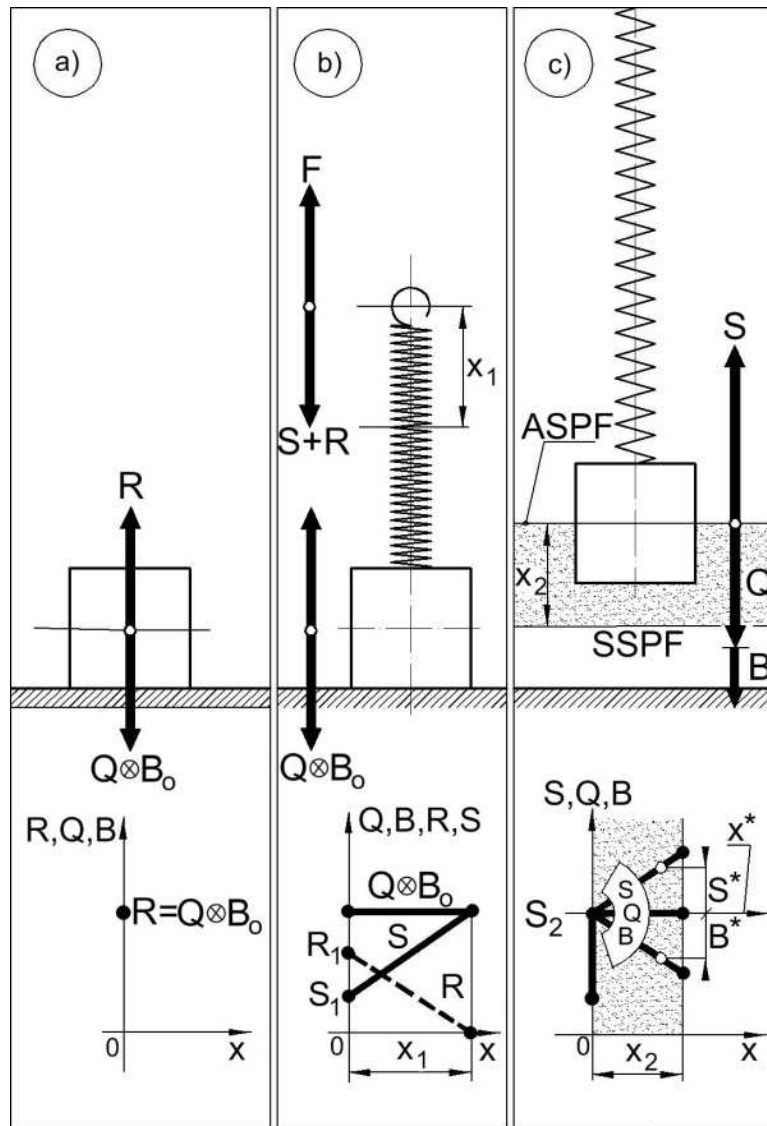 a)
R
Q⊗Bₒ
R,Q,B
R=Q⊗Bₒ
0
x
b)
F
x₁
S+R
Q⊗Bₒ
Q,B,R,S
Q⊗Bₒ
S
R₁
S₁
R
0
x₁
x
c)
S
ASPF
x₂
Q
SSPF
B
S,Q,B
x*
S
S*
S₂
Q
B
B*
0
x₂
x